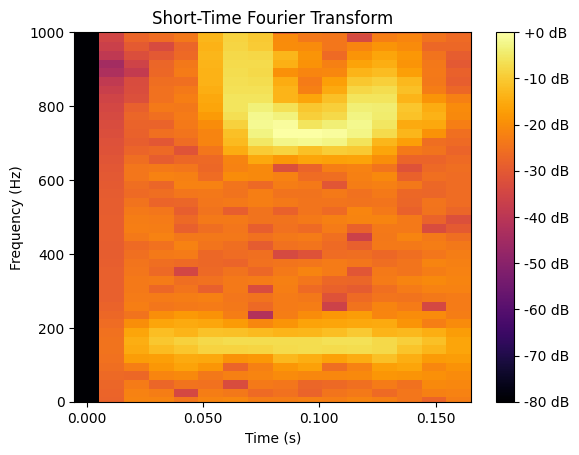 Short-Time Fourier Transform
1000
800
600
400
200
0
Frequency (Hz)
0.000
0.050
0.100
0.150
Time (s)
+0 dB
-10 dB
-20 dB
-30 dB
-40 dB
-50 dB
-60 dB
-70 dB
-80 dB